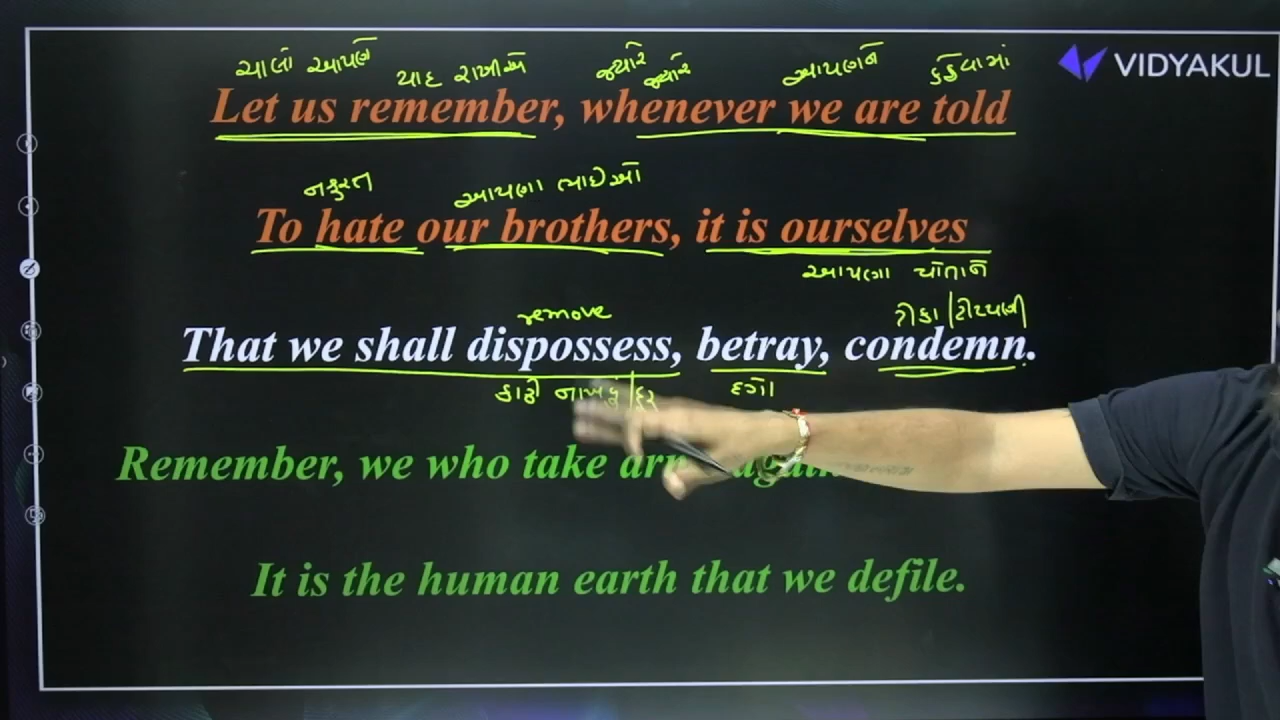 VIDYAKUL
ચાલો આપણે યાદ રાખીએ જ્યારે જ્યારે આપણને કહેવામાં
Let us remember, whenever we are told
નફરત આપણા ભાઈઓ
To hate our brothers, it is ourselves
આપણા પોતાને
remove ટીકા/ટીપ્પણી
That we shall dispossess, betray, condemn.
કાઢી નાખવું/દૂર દગો
Remember, we who take
It is the human earth that we defile.